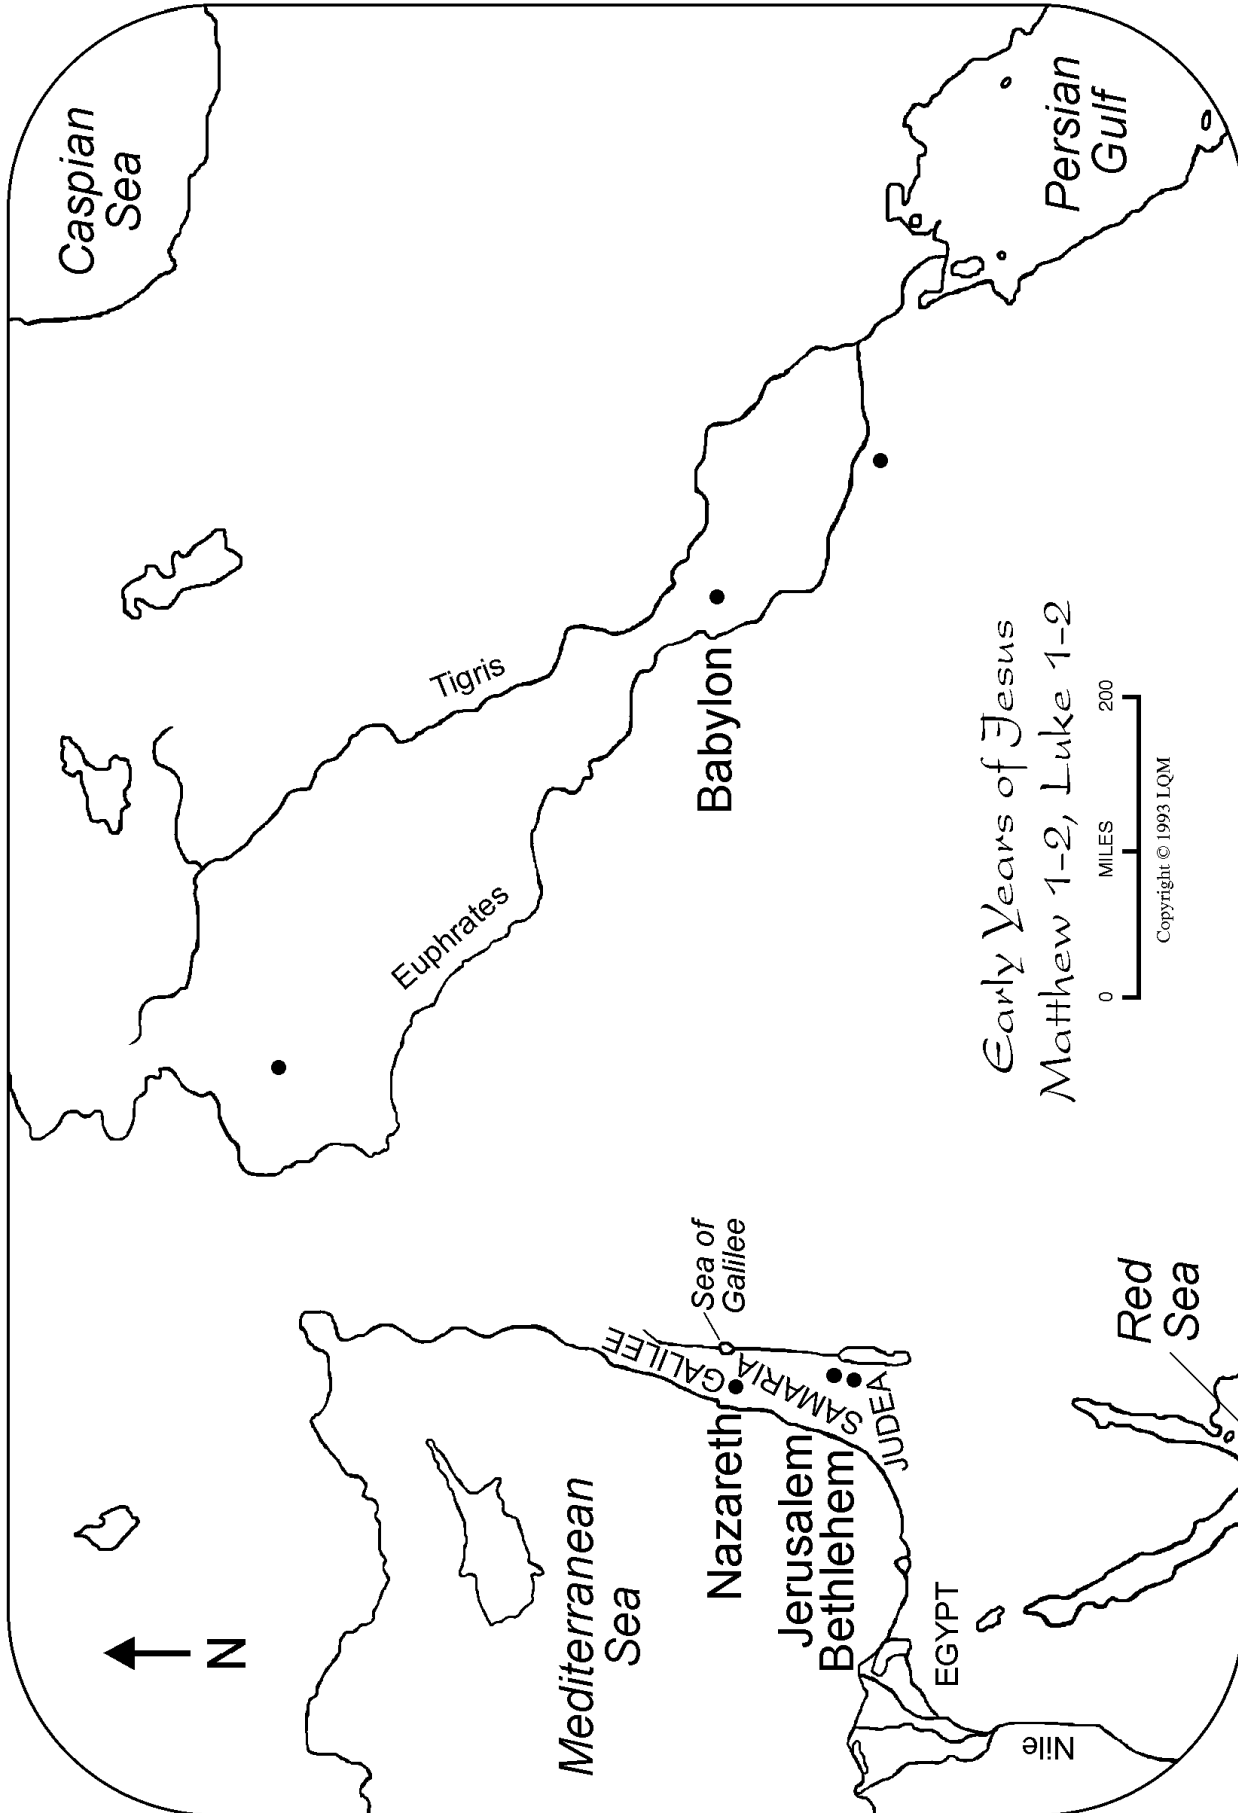 Caspian
Sea
N
Mediterranean
Sea
Tigris
Euphrates
Babylon
Persian
Gulf
GALILEE
Sea of
Galilee
SAMARIA
Nazareth
Jerusalem
Bethlehem
JUDEA
EGYPT
Nile
Red
Sea
Early Years of Jesus
Matthew 1-2, Luke 1-2
0 MILES 200
Copyright © 1993 LQM